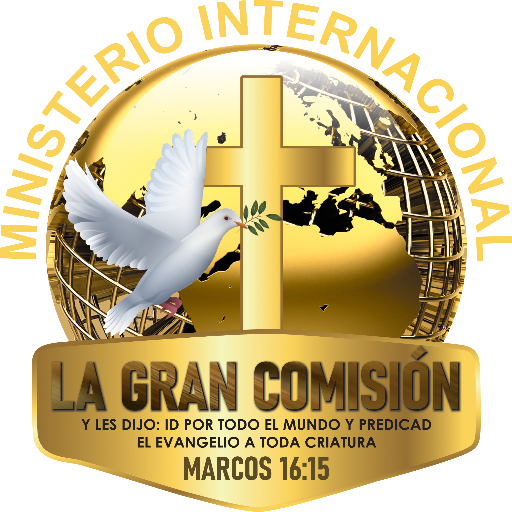 MINISTERIO INTERNACIONAL
LA GRAN COMISIÓN
Y LES DIJO: ID POR TODO EL MUNDO Y PREDICAD
EL EVANGELIO A TODA CRIATURA
MARCOS 16:15